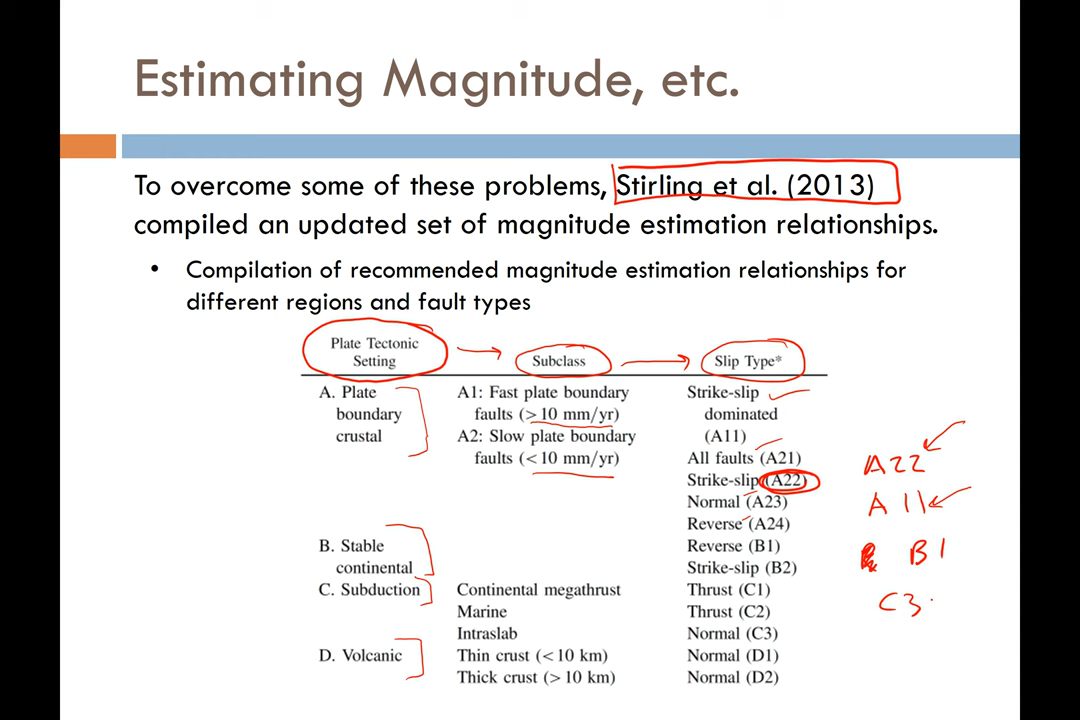 Estimating Magnitude, etc.
To overcome some of these problems, Stirling et al. (2013)
compiled an updated set of magnitude estimation relationships.
• Compilation of recommended magnitude estimation relationships for
different regions and fault types
Plate Tectonic
Setting Subclass Slip Type*
A. Plate A1: Fast plate boundary Strike-slip
boundary faults (>10 mm/yr) dominated
crustal A2: Slow plate boundary (A11)
faults (<10 mm/yr) All faults (A21)
Strike-slip (A22)
Normal (A23)
Reverse (A24)
B. Stable Reverse (B1)
continental Strike-slip (B2)
C. Subduction Continental megathrust Thrust (C1)
Marine Thrust (C2)
Intraslab Normal (C3)
D. Volcanic Thin crust (<10 km) Normal (D1)
Thick crust (>10 km) Normal (D2)
A22
A11
B1
C3